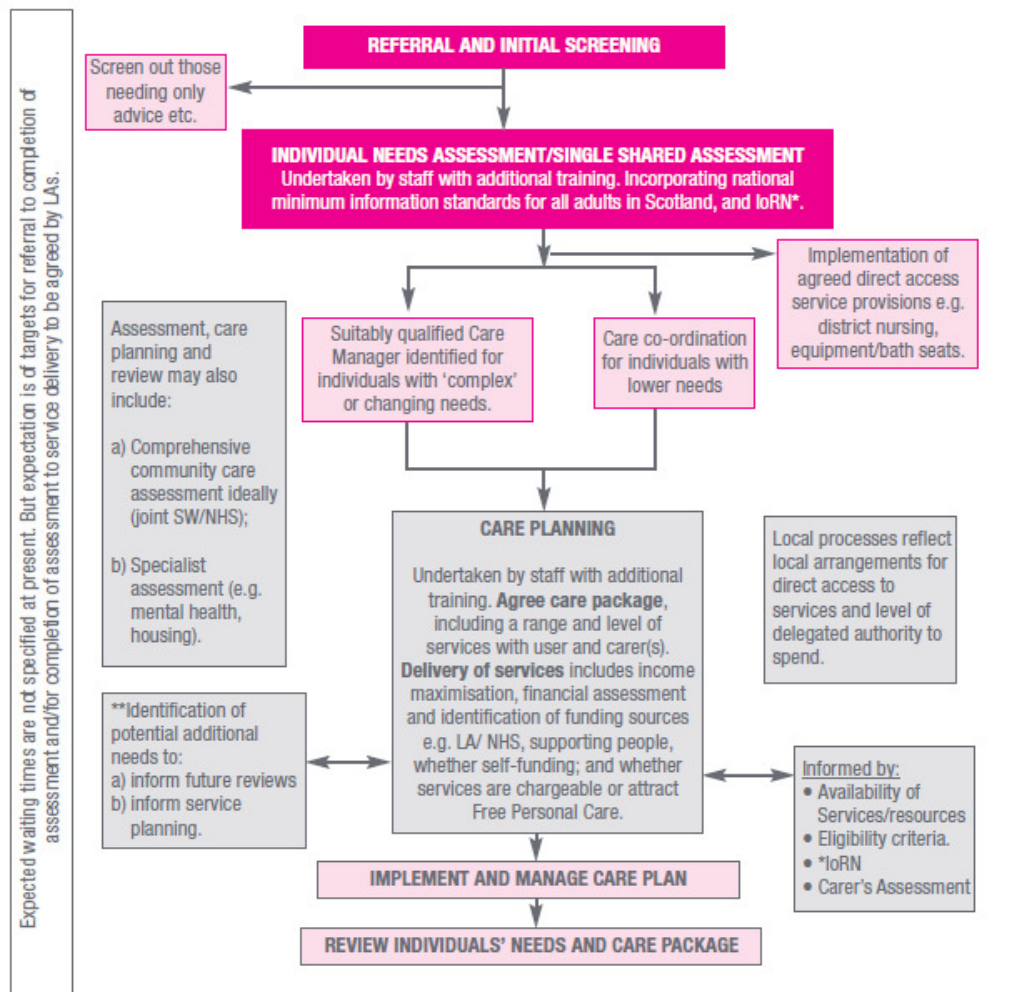 Expected waiting times are not specified at present. But expectation is of targets for referral to completion of
assessment and/for completion of assessment to service delivery to be agreed by LAs.
REFERRAL AND INITIAL SCREENING
Screen out those
needing only
advice etc.
INDIVIDUAL NEEDS ASSESSMENT/SINGLE SHARED ASSESSMENT
Undertaken by staff with additional training. Incorporating national
minimum information standards for all adults in Scotland, and IoRN*.
Implementation of
agreed direct access
service provisions e.g.
district nursing,
equipment/bath seats.
Assessment, care
planning and
review may also
include:
a) Comprehensive
community care
assessment ideally
(joint SW/NHS);
b) Specialist
assessment (e.g.
mental health,
housing).
Suitably qualified Care
Manager identified for
individuals with ‘complex’
or changing needs.
Care co-ordination
for individuals with
lower needs
CARE PLANNING
Undertaken by staff with additional
training. Agree care package,
including a range and level of
services with user and carer(s).
Delivery of services includes income
maximisation, financial assessment
and identification of funding sources
e.g. LA/ NHS, supporting people,
whether self-funding; and whether
services are chargeable or attract
Free Personal Care.
Local processes reflect
local arrangements for
direct access to
services and level of
delegated authority to
spend.
**Identification of
potential additional
needs to:
a) inform future reviews
b) inform service
planning.
Informed by:
• Availability of
Services/resources
• Eligibility criteria.
• *IoRN
• Carer’s Assessment
IMPLEMENT AND MANAGE CARE PLAN
REVIEW INDIVIDUALS’ NEEDS AND CARE PACKAGE